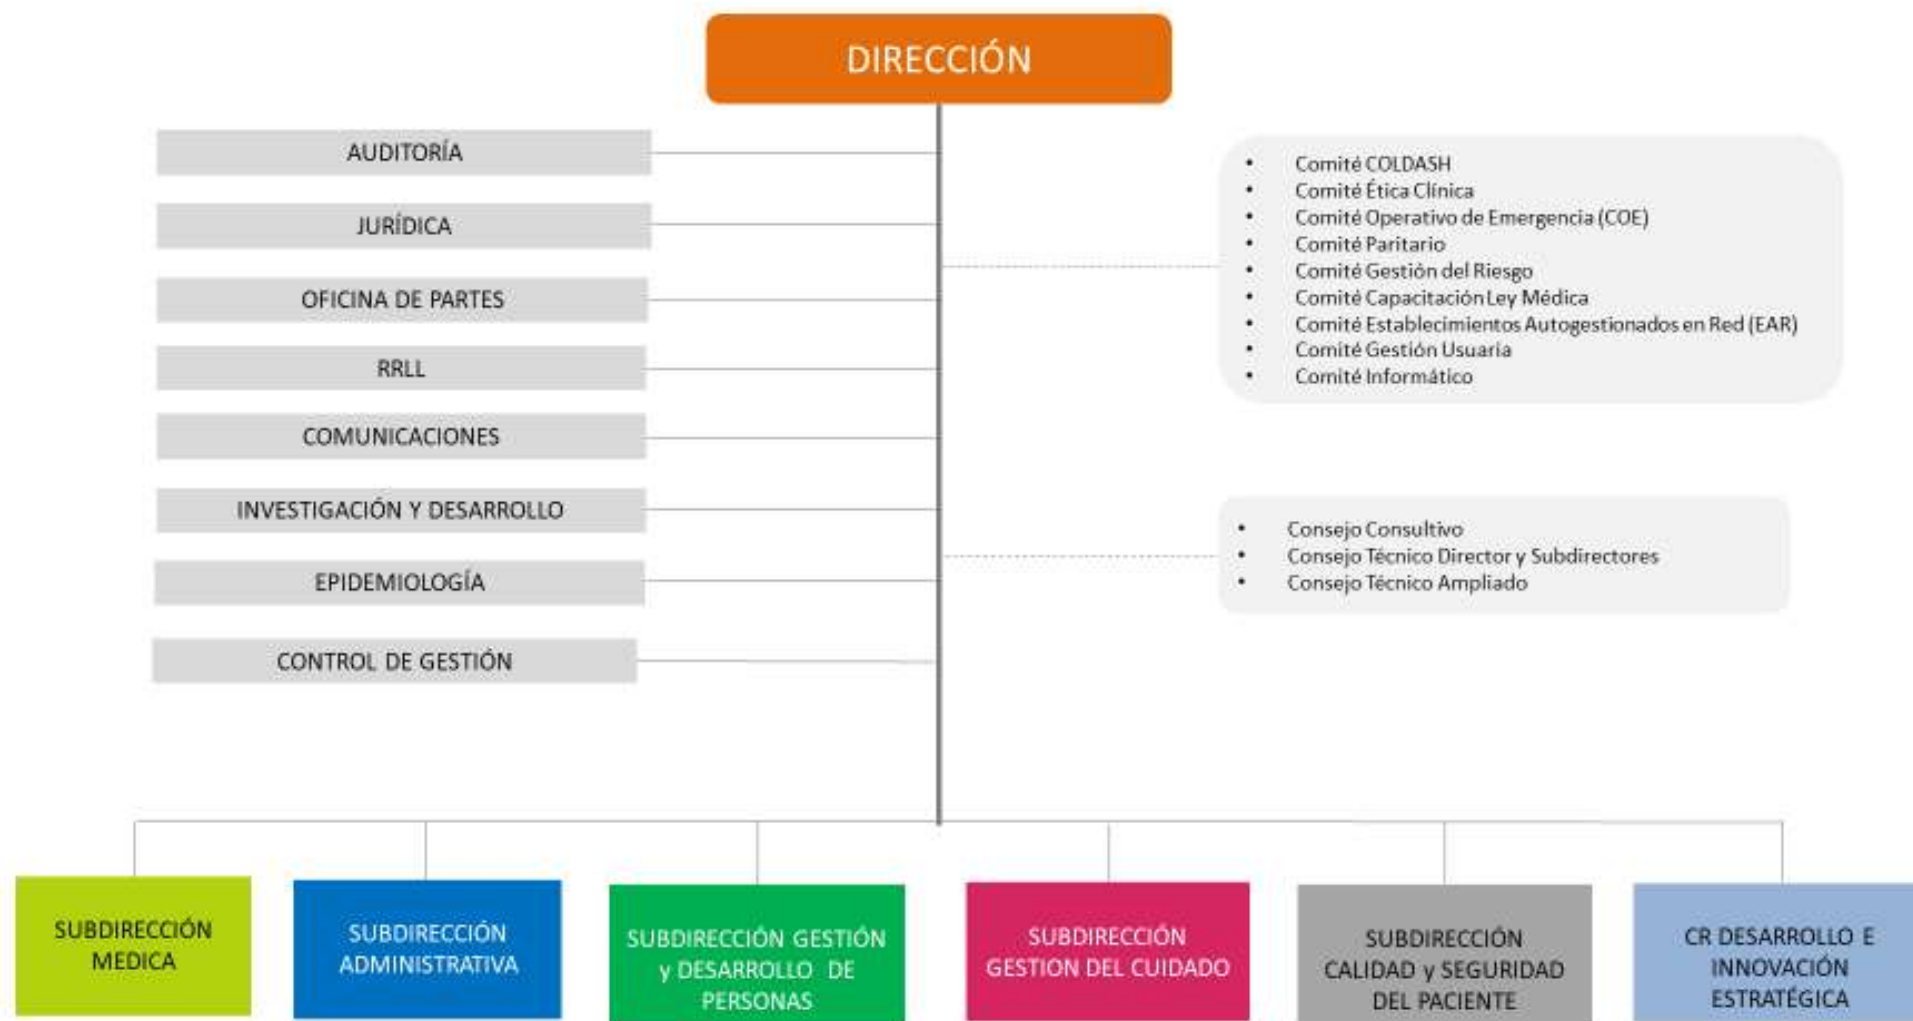 DIRECCIÓN
AUDITORÍA
JURÍDICA
OFICINA DE PARTES
RRLL
COMUNICACIONES
INVESTIGACIÓN Y DESARROLLO
EPIDEMIOLOGÍA
CONTROL DE GESTIÓN
• Comité COLDASH
• Comité Ética Clínica
• Comité Operativo de Emergencia (COE)
• Comité Paritario
• Comité Gestión del Riesgo
• Comité Capacitación Ley Médica
• Comité Establecimientos Autogestionados en Red (EAR)
• Comité Gestión Usuaria
• Comité Informático
• Consejo Consultivo
• Consejo Técnico Director y Subdirectores
• Consejo Técnico Ampliado
SUBDIRECCIÓN
MEDICA
SUBDIRECCIÓN
ADMINISTRATIVA
SUBDIRECCIÓN GESTIÓN
y DESARROLLO DE
PERSONAS
SUBDIRECCIÓN
GESTION DEL CUIDADO
SUBDIRECCIÓN
CALIDAD y SEGURIDAD
DEL PACIENTE
CR DESARROLLO E
INNOVACIÓN
ESTRATÉGICA